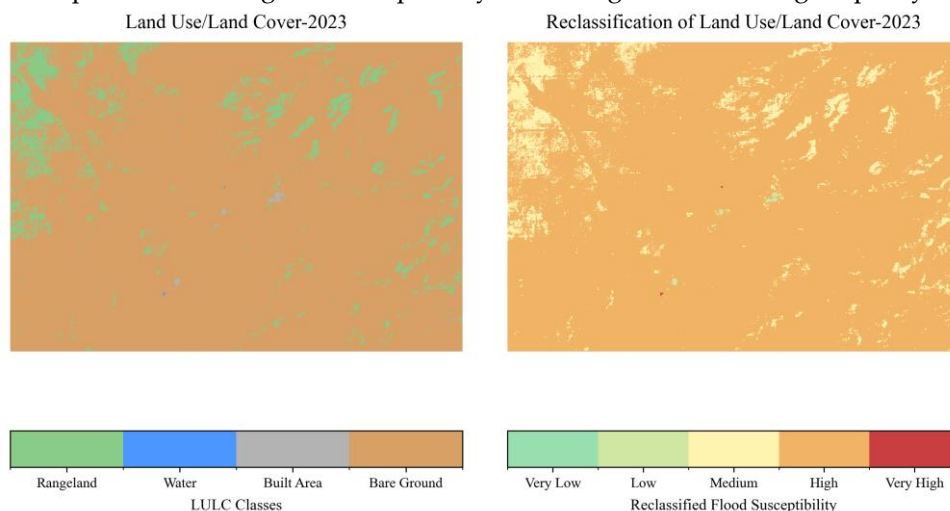 Land Use/Land Cover-2023
Reclassification of Land Use/Land Cover-2023
Rangeland
Water
Built Area
Bare Ground
LULC Classes
Very Low
Low
Medium
High
Very High
Reclassified Flood Susceptibility